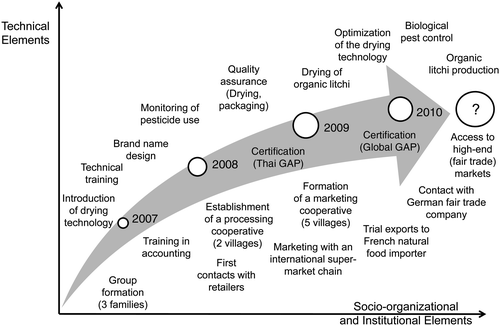 Technical
Elements
Optimization
of the drying
technology
Biological
pest control
Quality
assurance
(Drying,
packaging)
Drying of
organic litchi
Organic
litchi production
Monitoring of
pesticide use
2010
?
2009
Brand name
design
Certification
(Thai GAP)
Certification
(Global GAP)
Access to
high-end
(fair trade)
markets
2008
Technical
training
Introduction
of drying
technology
2007
Establishment
of a processing
cooperative
(2 villages)
Formation
of a marketing
cooperative
(5 villages)
Contact with
German fair trade
company
Training in
accounting
First
contacts with
retailers
Marketing with an
international super-
market chain
Trial exports to
French natural
food importer
Group
formation
(3 families)
Socio-organizational
and Institutional Elements